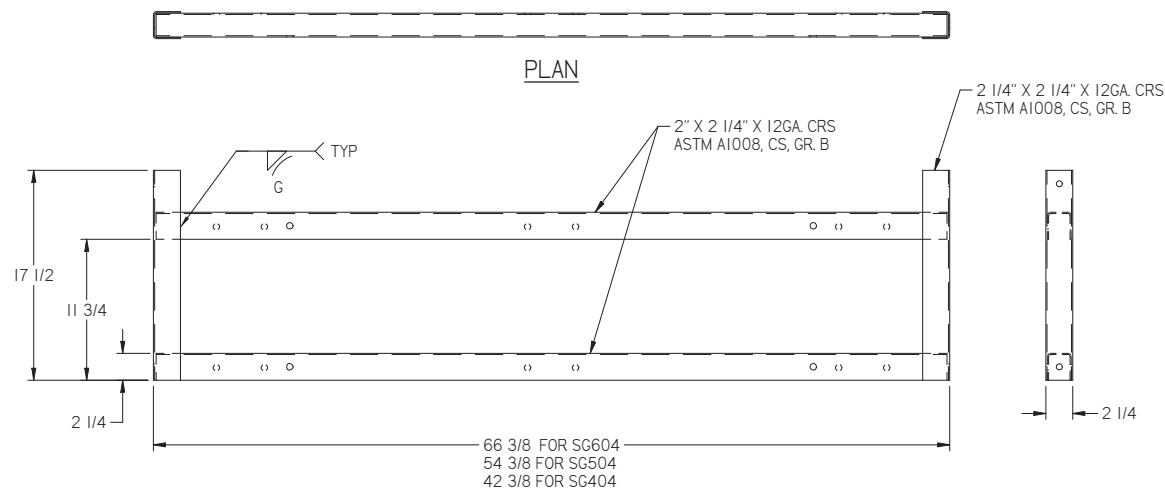 PLAN
2 1/4" X 2 1/4" X 12GA. CRS
ASTM A1008, CS, GR. B
2" X 2 1/4" X 12GA. CRS
ASTM A1008, CS, GR. B
TYP
G
17 1/2
11 3/4
2 1/4
2 1/4
66 3/8 FOR SG604
54 3/8 FOR SG504
42 3/8 FOR SG404